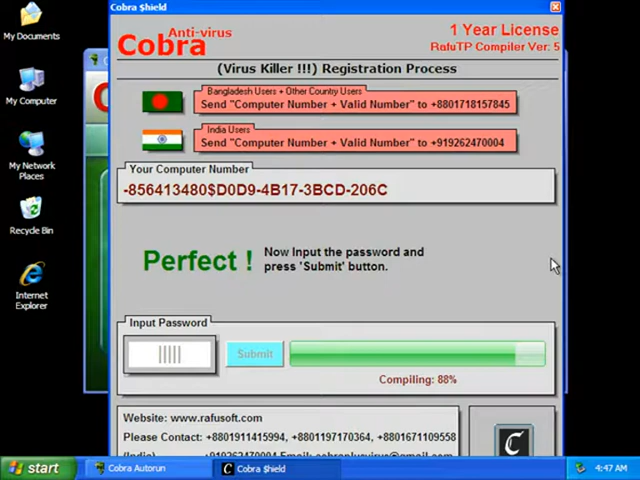 Cobra $hield
My Documents
My Computer
My Network
Places
Recycle Bin
Internet
Explorer
Anti-virus
Cobra
1 Year License
RafuTP Compiler Ver: 5
(Virus Killer !!!) Registration Process
Bangladesh Users + Other Country Users
Send "Computer Number + Valid Number" to +8801718157845
India Users
Send "Computer Number + Valid Number" to +919262470004
Your Computer Number
-856413480$D0D9-4B17-3BCD-206C
Perfect !
Now Input the password and
press 'Submit' button.
Input Password
|||||
Submit
Compiling: 88%
Website: www.rafusoft.com
Please Contact: +8801911415994, +8801197170364, +8801671109558
start
Cobra Autorun
Cobra $hield
4:47 AM